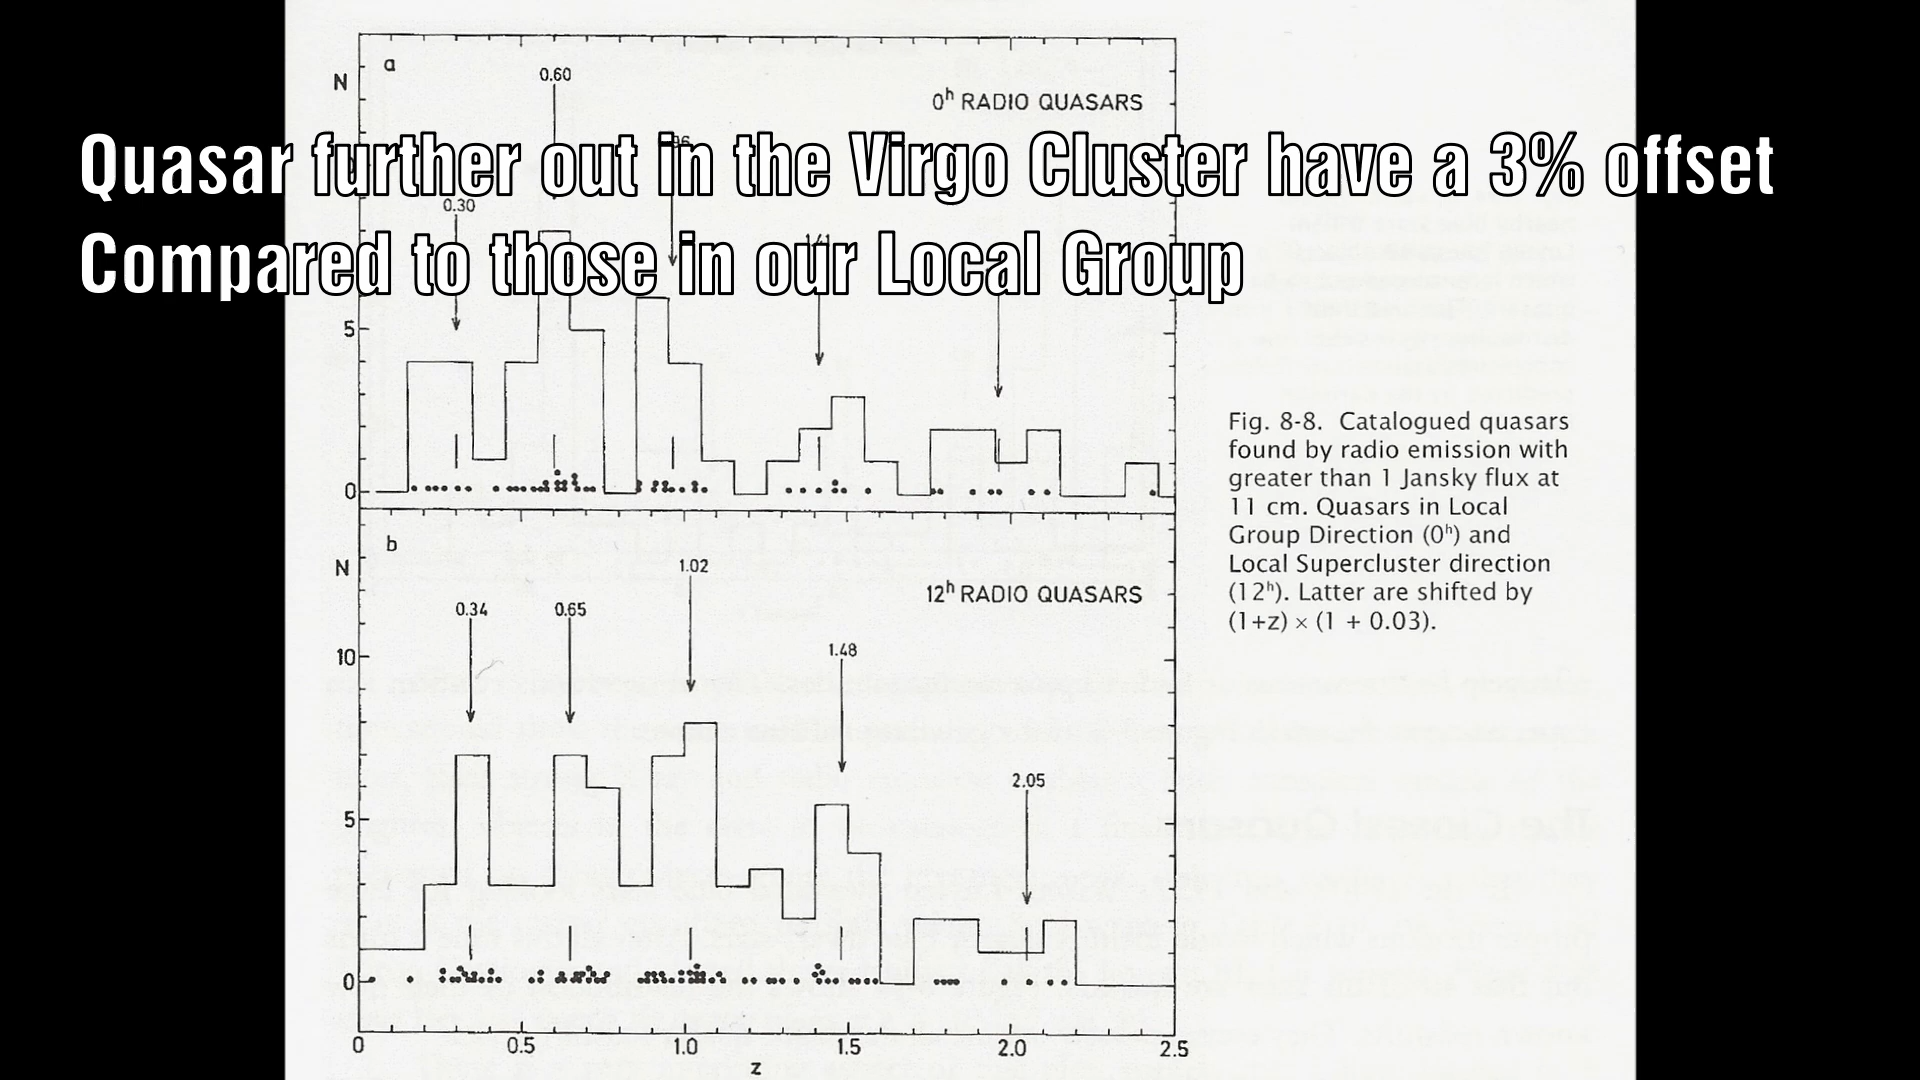 Quasar further out in the Virgo Cluster have a 3% offset
Compared to those in our Local Group
a
N
0.60
0ʰ RADIO QUASARS
0.30
5
0
Fig. 8-8. Catalogued quasars
found by radio emission with
greater than 1 Jansky flux at
11 cm. Quasars in Local
Group Direction (0ʰ) and
Local Supercluster direction
(12ʰ). Latter are shifted by
(1+z) × (1 + 0.03).
b
N
1.02
12ʰ RADIO QUASARS
0.34
0.65
1.48
10
2.05
5
0
0 0.5 1.0 1.5 2.0 2.5
z